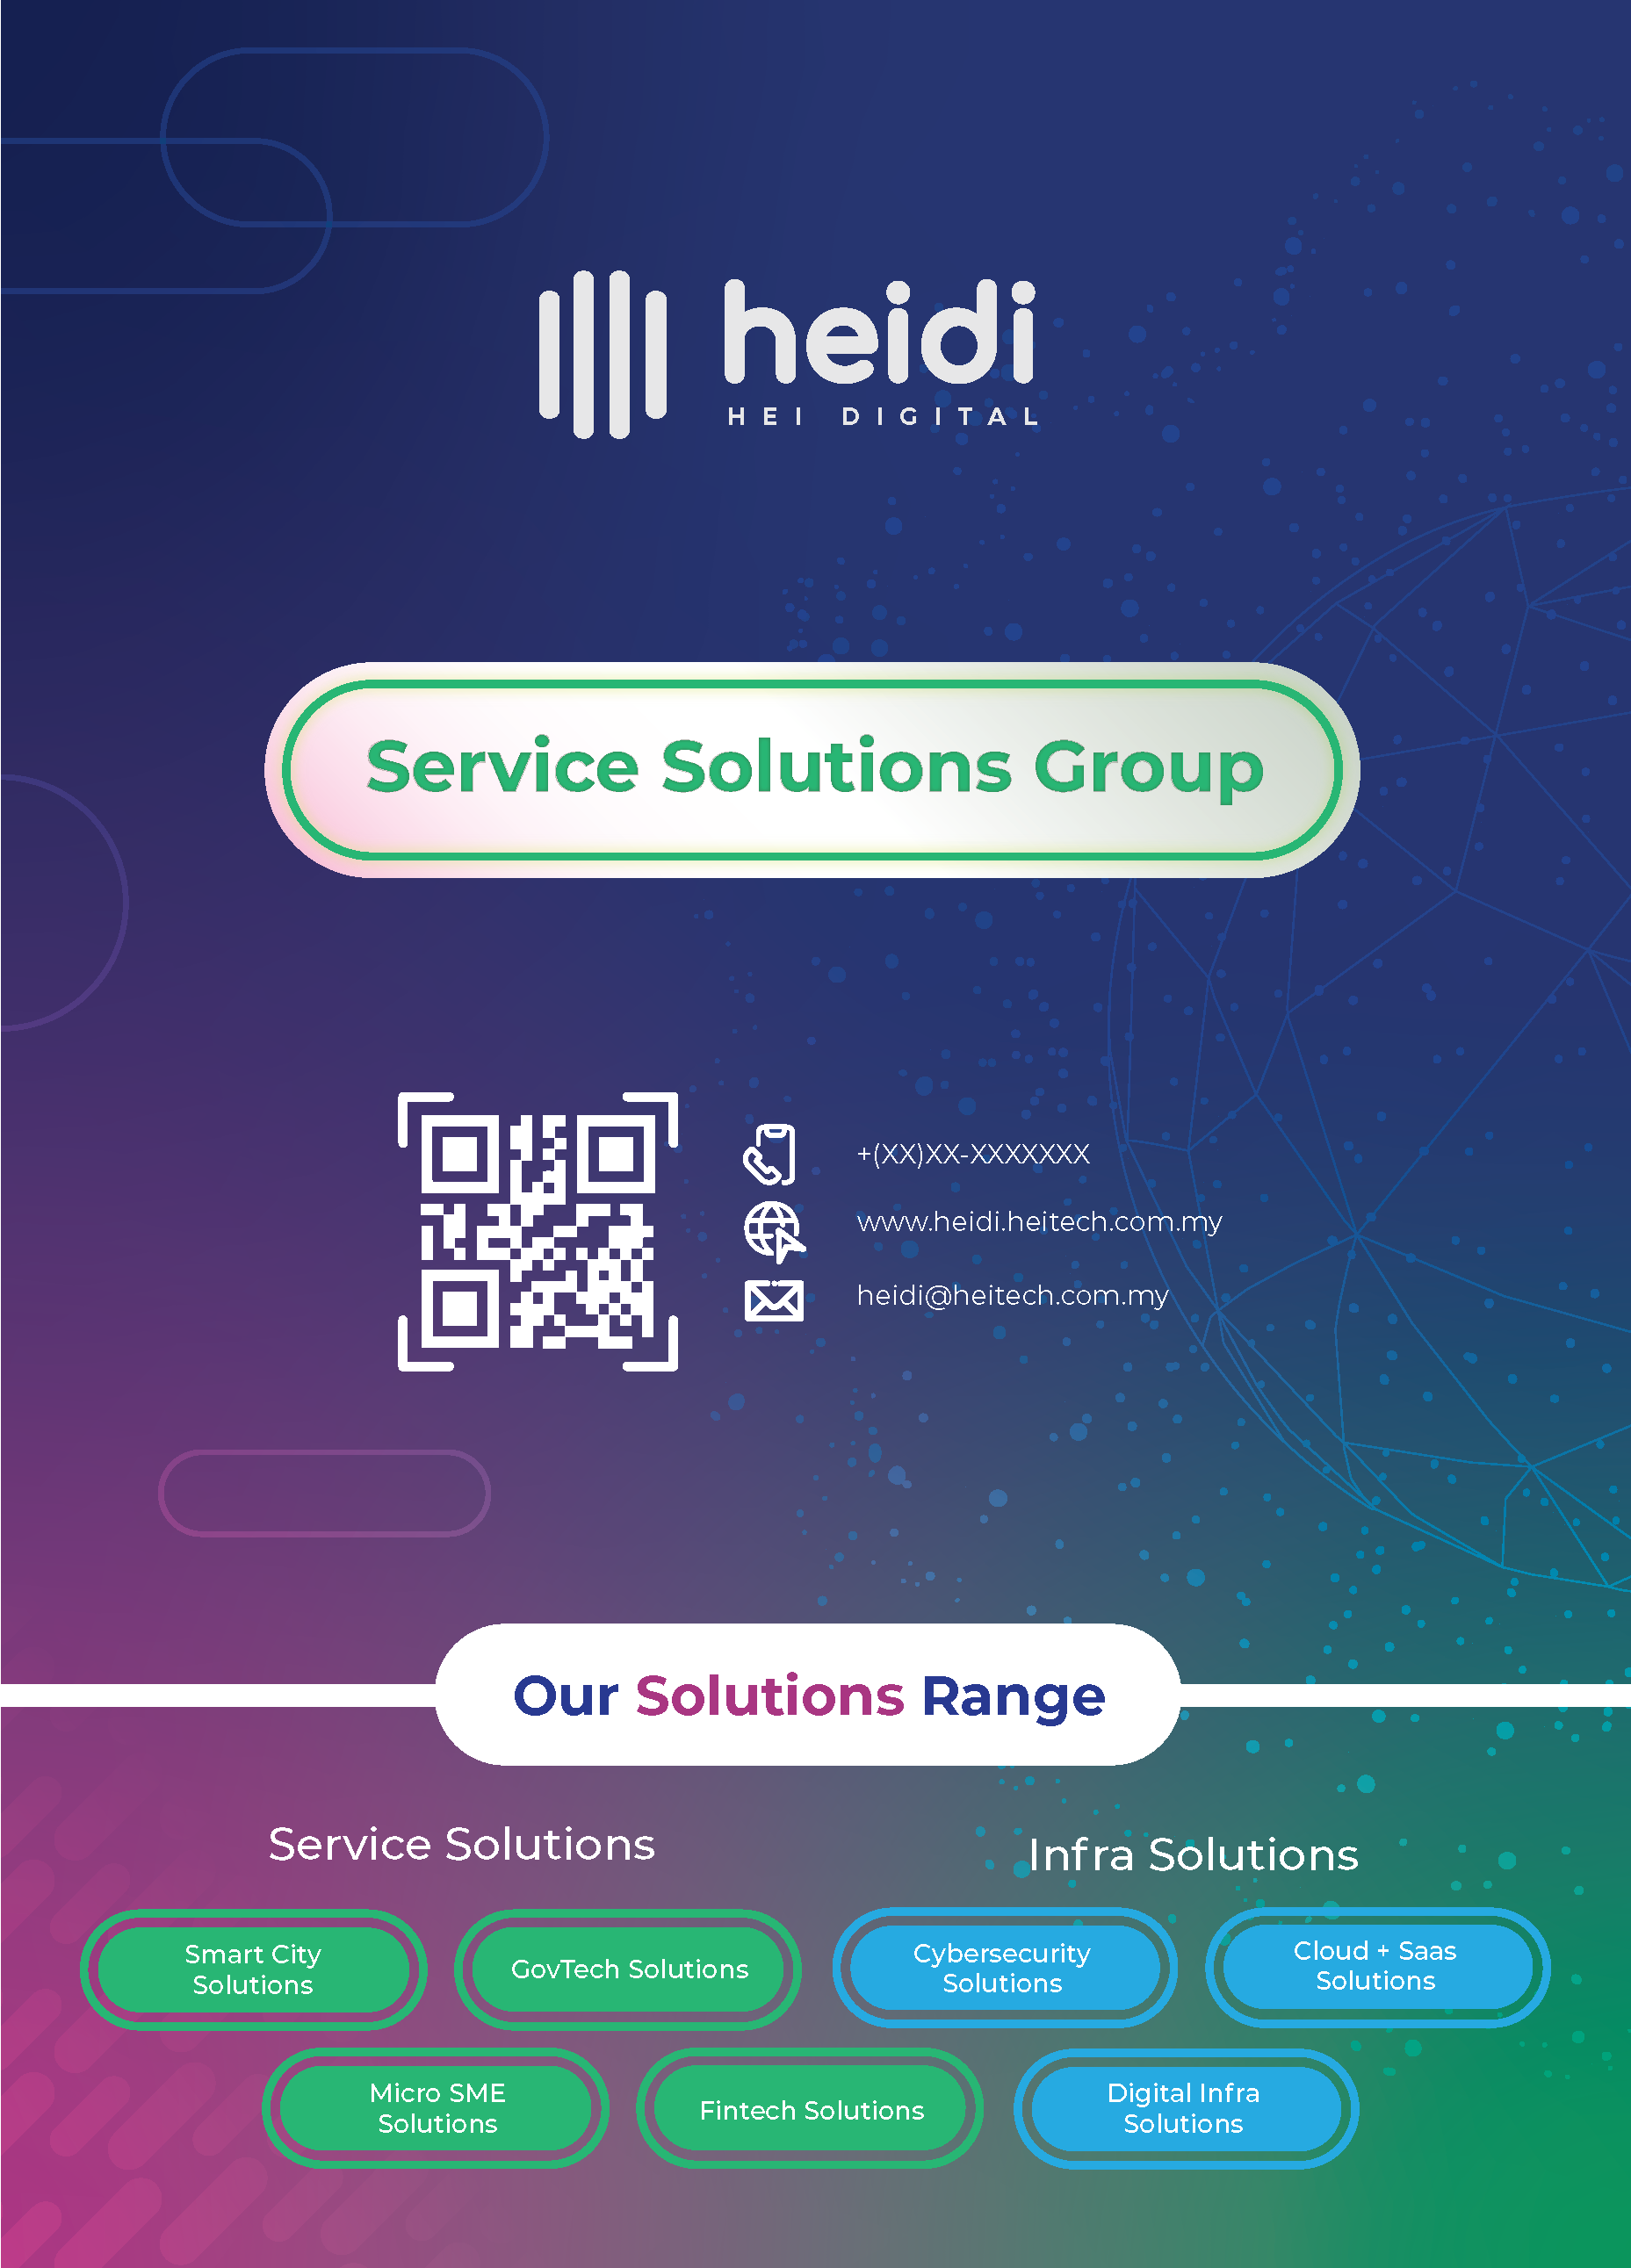 heidi
HEI DIGITAL
Service Solutions Group
+(XX)XX-XXXXXXX
www.heidi.heitech.com.my
heidi@heitech.com.my
Our Solutions Range
Service Solutions
Smart City
Solutions
GovTech Solutions
Micro SME
Solutions
Fintech Solutions
Infra Solutions
Cybersecurity
Solutions
Cloud + Saas
Solutions
Digital Infra
Solutions